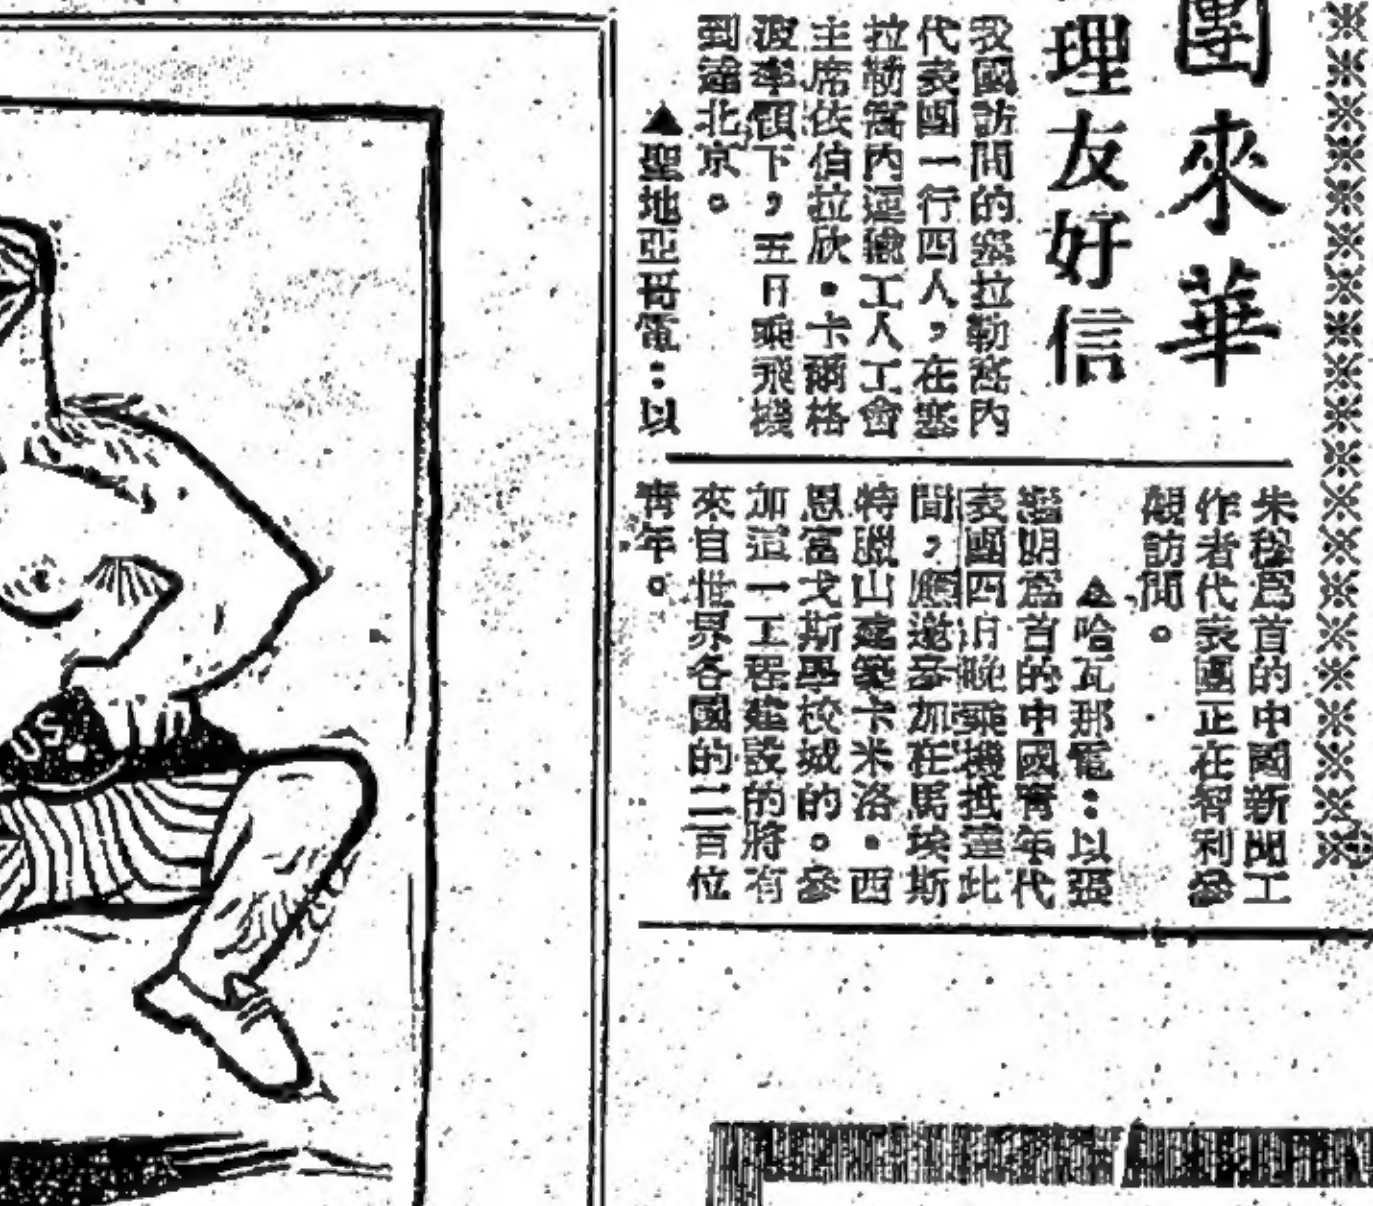 團來華
理友好信
我國訪問的塞拉勒窩內
代表團一行四人，在塞
拉勒窩內運輸工人工會
主席依伯拉欣·卡爾格
波率領下，五日乘飛機
到達北京。
▲聖地亞哥電：以
朱穆爲首的中國新聞工
作者代表團正在智利參
觀訪問。
▲哈瓦那電：以張
爲首的中國青年代
表團四日晚乘機抵達此
間，應邀參加在馬埃斯
特臘山建築卡米洛·西
恩富戈斯學校城的。參
加這一工程建設的將有
來自世界各國的二百位
青年。
US